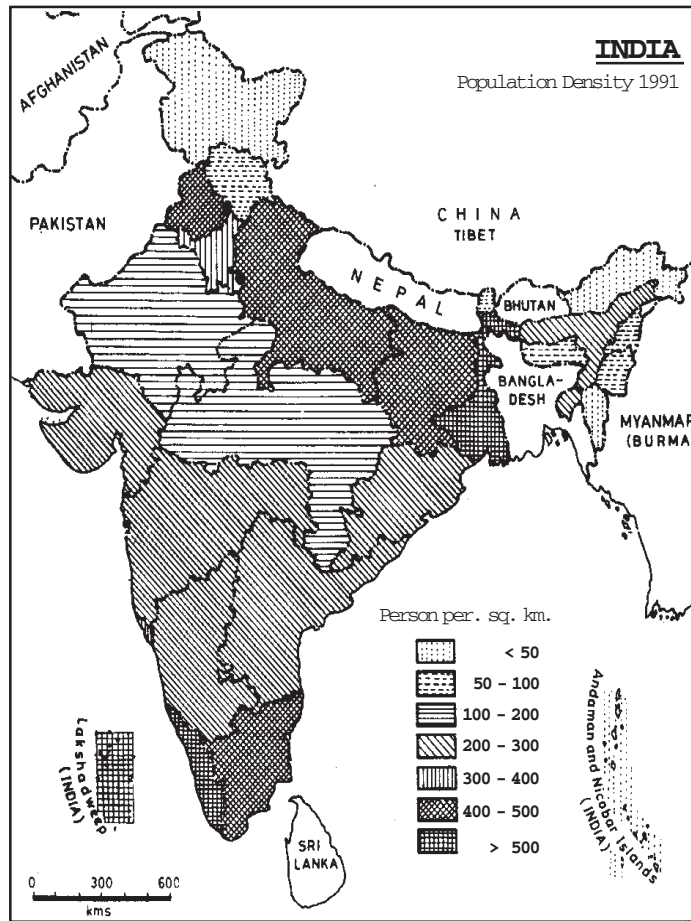 INDIA
Population Density 1991
AFGHANISTAN
PAKISTAN
CHINA
TIBET
NEPAL
BHUTAN
BANGLA-
DESH
MYANMAR
(BURMA
Person per. sq. km.
< 50
50 - 100
100 - 200
200 - 300
300 - 400
400 - 500
> 500
Lakshadweep
(INDIA)
Andaman and Nicobar Islands
(INDIA)
SRI
LANKA
0 300 600
kms